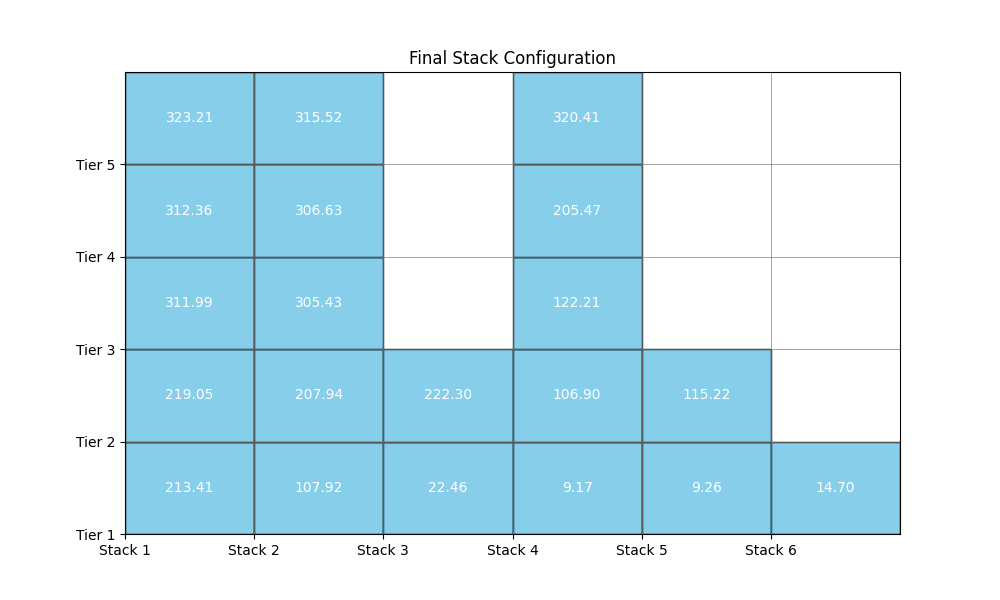 Final Stack Configuration
323.21 315.52 320.41
Tier 5
312.36 306.63 205.47
Tier 4
311.99 305.43 122.21
Tier 3
219.05 207.94 222.30 106.90 115.22
Tier 2
213.41 107.92 22.46 9.17 9.26 14.70
Tier 1
Stack 1 Stack 2 Stack 3 Stack 4 Stack 5 Stack 6